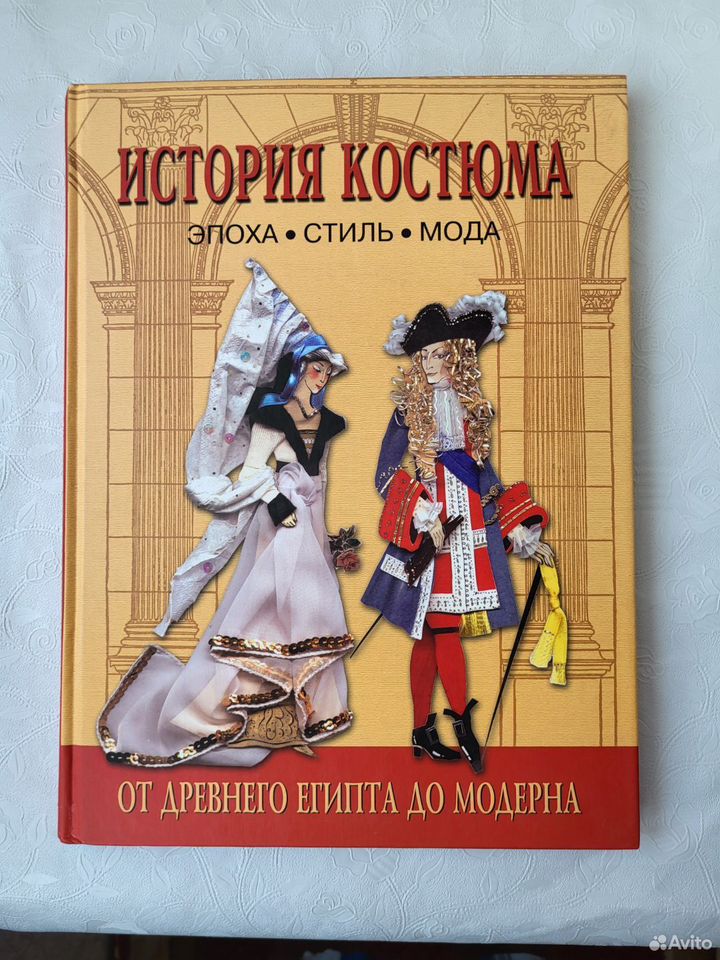 ИСТОРИЯ КОСТЮМА
ЭПОХА • СТИЛЬ • МОДА
ОТ ДРЕВНЕГО ЕГИПТА ДО МОДЕРНА
Avito